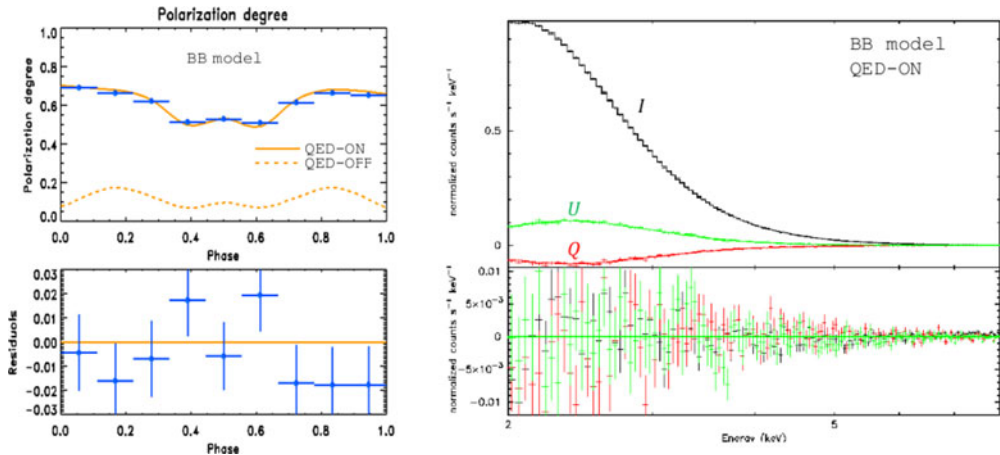 Polarization degree
Polarization degree
1.0
0.8
0.6
0.4
0.2
0.0
BB model
QED-ON
QED-OFF
0.0 0.2 0.4 0.6 0.8 1.0
Phase
Residuals
0.03
0.02
0.01
0.00
-0.01
-0.02
-0.03
0.0 0.2 0.4 0.6 0.8 1.0
Phase
normalized counts s⁻¹ keV⁻¹
0.5
0
BB model
QED-ON
I
U
Q
normalized counts s⁻¹ keV⁻¹
0.01
5×10⁻³
0
−5×10⁻³
−0.01
2 5
Energy (keV)